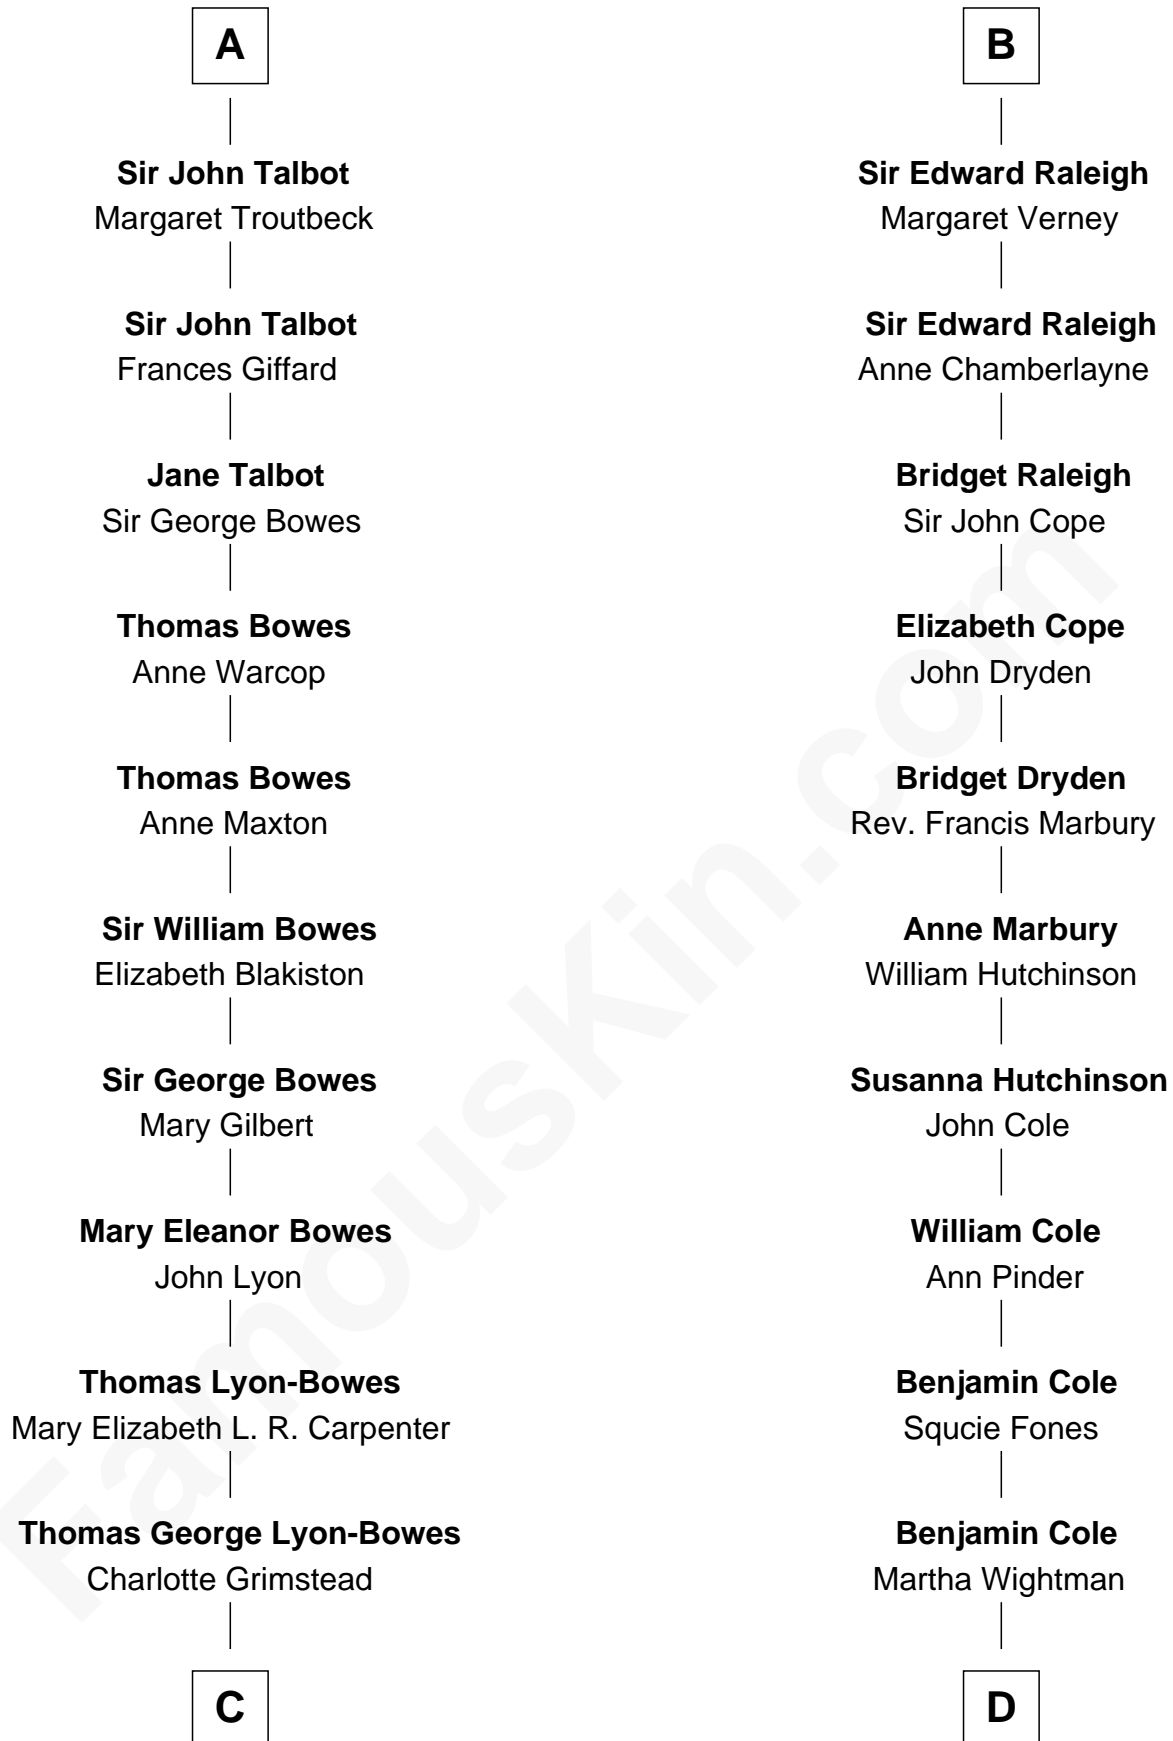 A
Sir John Talbot
Margaret Troutbeck
Sir John Talbot
Frances Giffard
Jane Talbot
Sir George Bowes
Thomas Bowes
Anne Warcop
Thomas Bowes
Anne Maxton
Sir William Bowes
Elizabeth Blakiston
Sir George Bowes
Mary Gilbert
Mary Eleanor Bowes
John Lyon
Thomas Lyon-Bowes
Mary Elizabeth L. R. Carpenter
Thomas George Lyon-Bowes
Charlotte Grimstead
C
B
Sir Edward Raleigh
Margaret Verney
Sir Edward Raleigh
Anne Chamberlayne
Bridget Raleigh
Sir John Cope
Elizabeth Cope
John Dryden
Bridget Dryden
Rev. Francis Marbury
Anne Marbury
William Hutchinson
Susanna Hutchinson
John Cole
William Cole
Ann Pinder
Benjamin Cole
Squcie Fones
Benjamin Cole
Martha Wightman
D
FamousKin.com